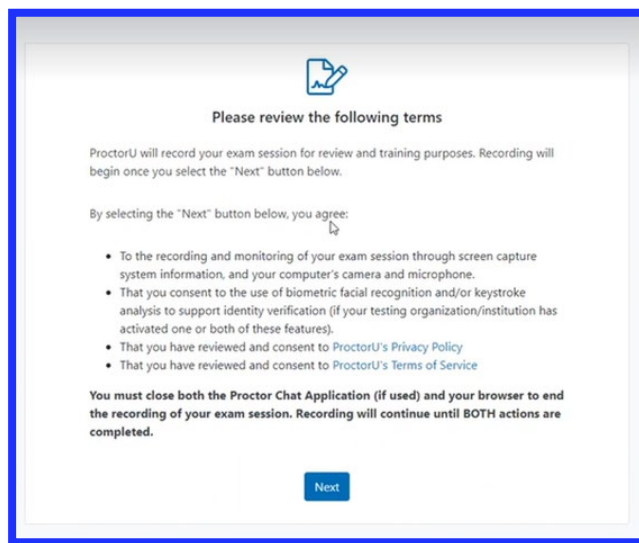 Please review the following terms
ProctorU will record your exam session for review and training purposes. Recording will
begin once you select the "Next" button below.
By selecting the "Next" button below, you agree:
• To the recording and monitoring of your exam session through screen capture
system information, and your computer's camera and microphone.
• That you consent to the use of biometric facial recognition and/or keystroke
analysis to support identity verification (if your testing organization/institution has
activated one or both of these features).
• That you have reviewed and consent to ProctorU's Privacy Policy
• That you have reviewed and consent to ProctorU's Terms of Service
You must close both the Proctor Chat Application (if used) and your browser to end
the recording of your exam session. Recording will continue until BOTH actions are
completed.
Next